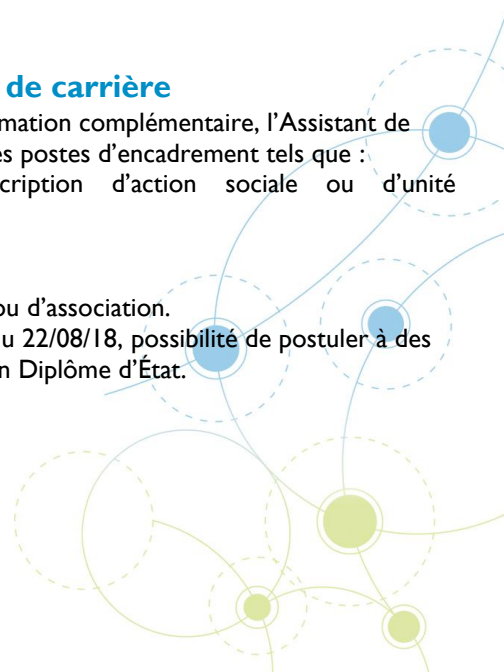 de carrière
mation complémentaire, l’Assistant de
es postes d’encadrement tels que :
cription d’action sociale ou d’unité
ou d’association.
u 22/08/18, possibilité de postuler à des
n Diplôme d’État.